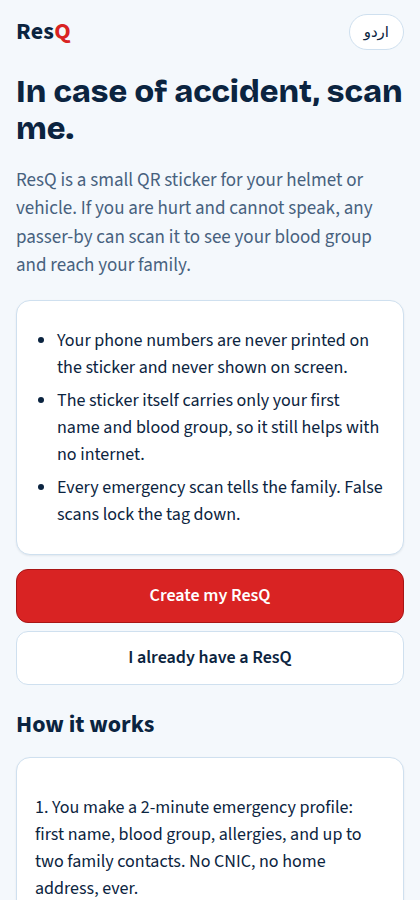 ResQ
اردو
In case of accident, scan
me.
ResQ is a small QR sticker for your helmet or
vehicle. If you are hurt and cannot speak, any
passer-by can scan it to see your blood group
and reach your family.
• Your phone numbers are never printed on
the sticker and never shown on screen.
• The sticker itself carries only your first
name and blood group, so it still helps with
no internet.
• Every emergency scan tells the family. False
scans lock the tag down.
Create my ResQ
I already have a ResQ
How it works
1. You make a 2-minute emergency profile:
first name, blood group, allergies, and up to
two family contacts. No CNIC, no home
address, ever.